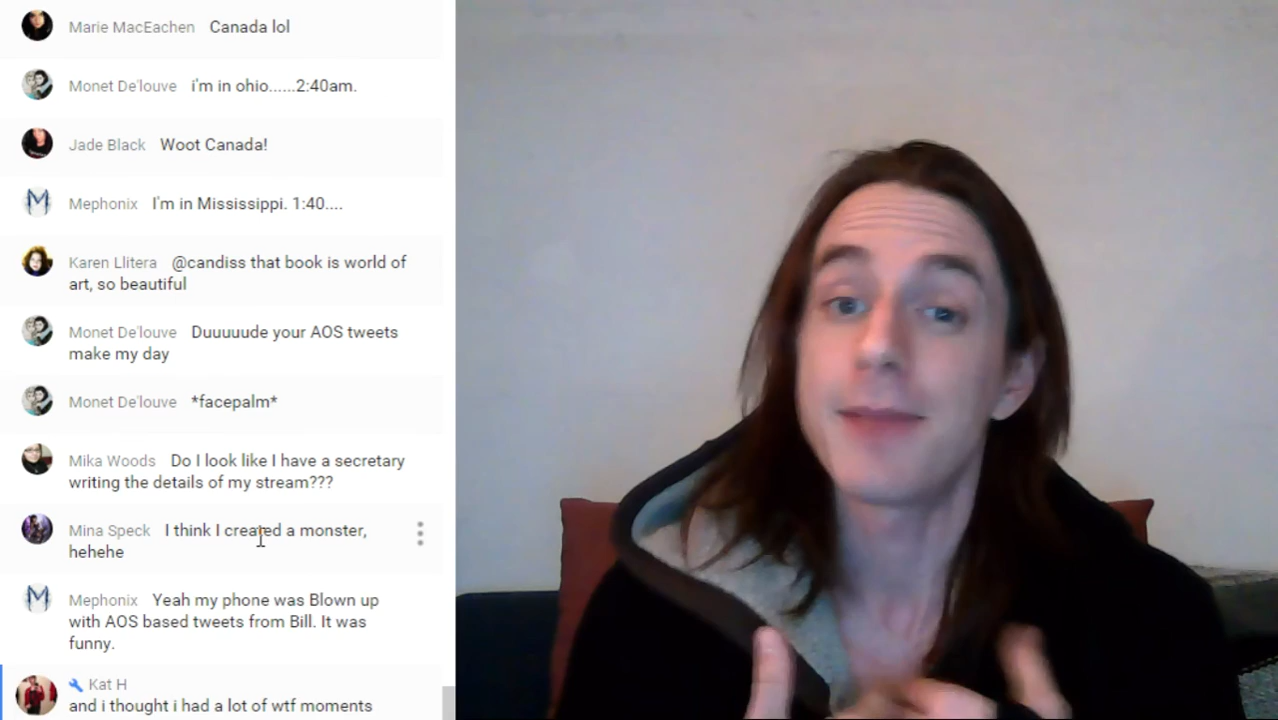 Marie MacEachen Canada lol
Monet De'louve i'm in ohio......2:40am.
Jade Black Woot Canada!
Mephonix I'm in Mississippi. 1:40....
Karen Llitera @candiss that book is world of
art, so beautiful
Monet De'louve Duuuuude your AOS tweets
make my day
Monet De'louve *facepalm*
Mika Woods Do I look like I have a secretary
writing the details of my stream???
Mina Speck I think I created a monster,
hehehe
Mephonix Yeah my phone was Blown up
with AOS based tweets from Bill. It was
funny.
Kat H
and i thought i had a lot of wtf moments